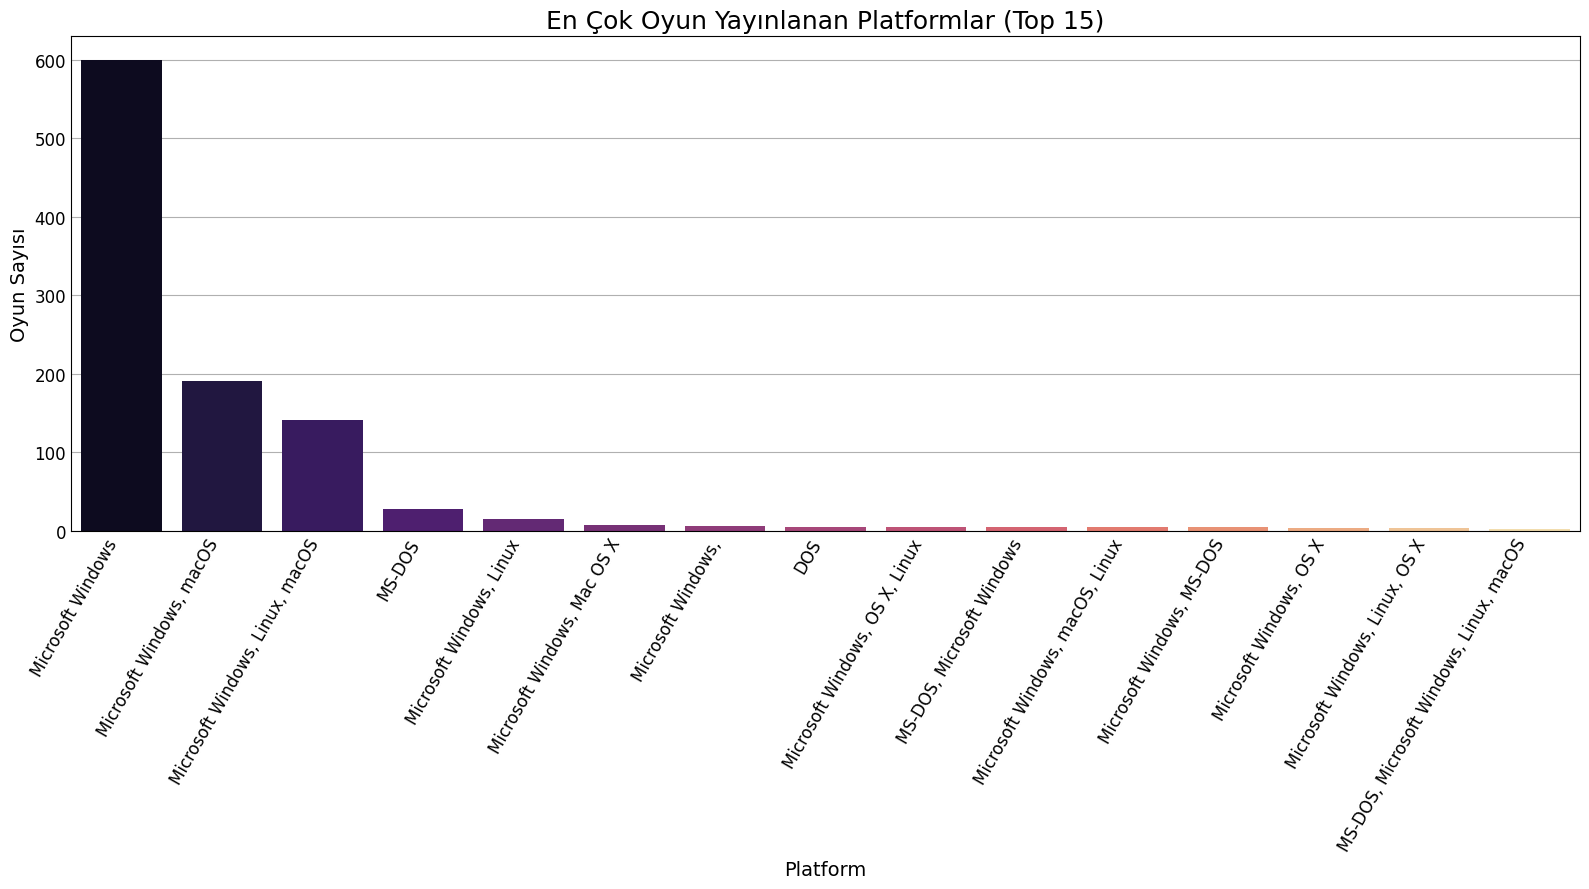 En Çok Oyun Yayınlanan Platformlar (Top 15)
Oyun Sayısı
600
500
400
300
200
100
0
Microsoft Windows
Microsoft Windows, macOS
Microsoft Windows, Linux, macOS
MS-DOS
Microsoft Windows, Linux
Microsoft Windows, Mac OS X
Microsoft Windows,
DOS
Microsoft Windows, OS X, Linux
MS-DOS, Microsoft Windows
Microsoft Windows, macOS, Linux
Microsoft Windows, MS-DOS
Microsoft Windows, OS X
Microsoft Windows, Linux, OS X
MS-DOS, Microsoft Windows, Linux, macOS
Platform